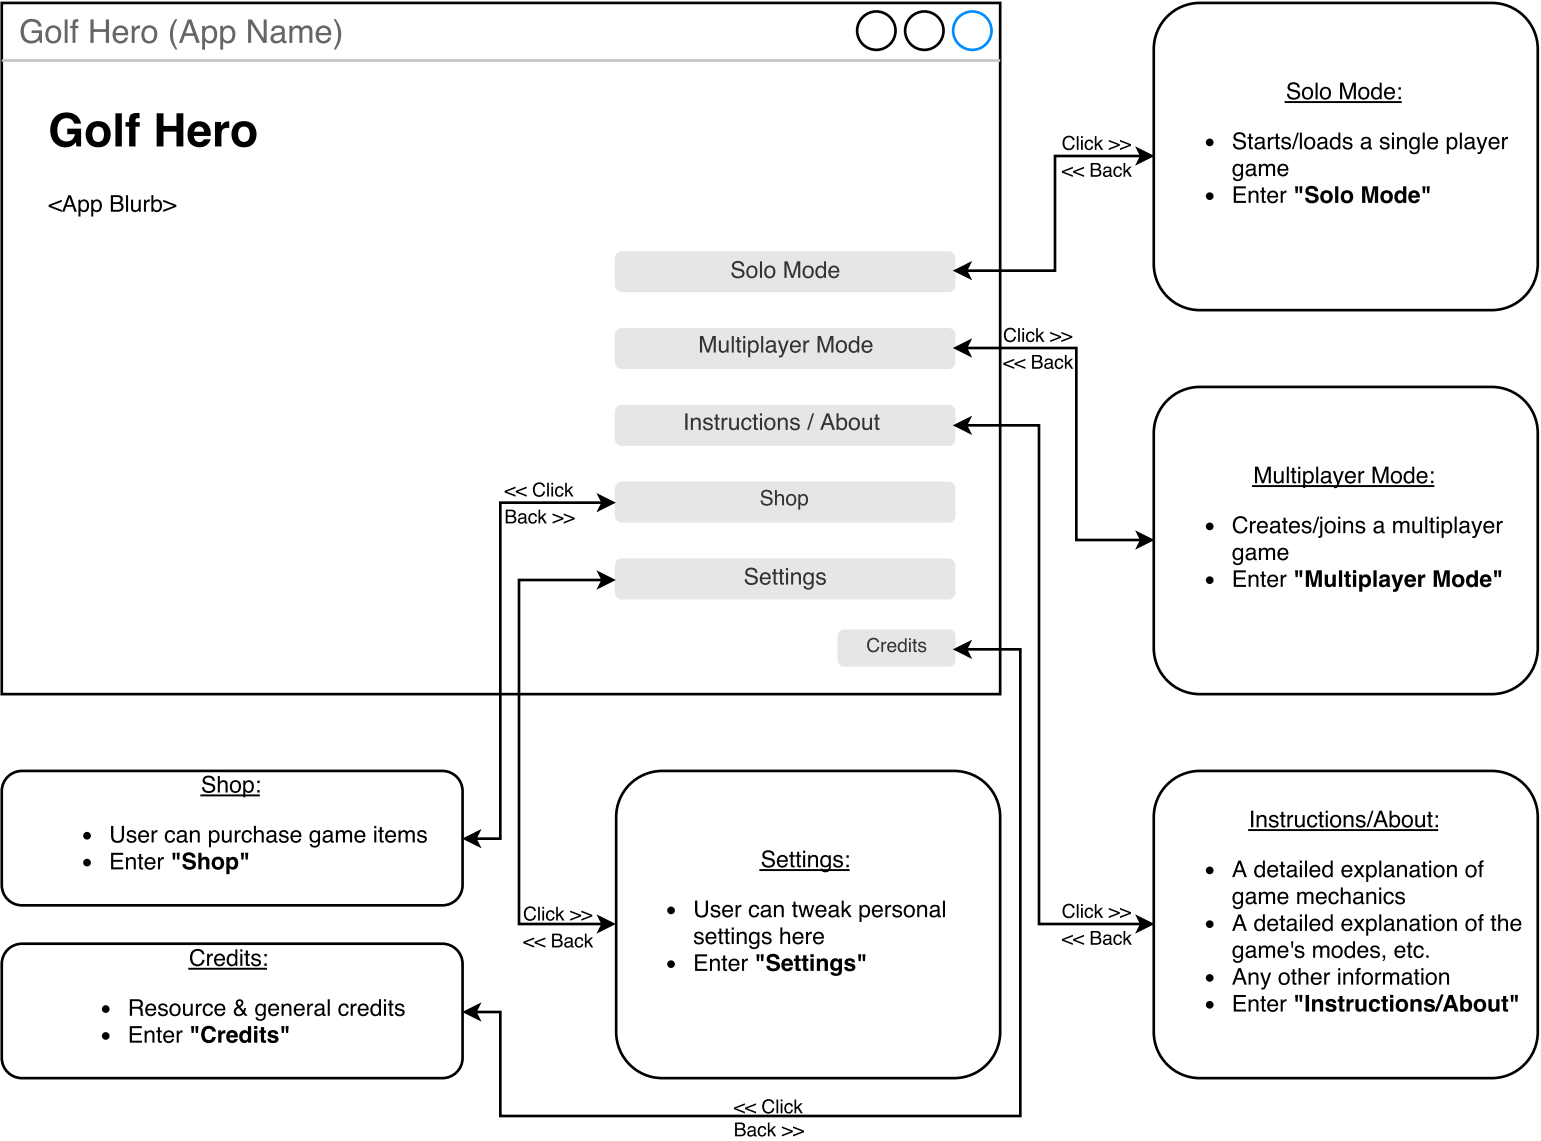 Golf Hero (App Name)
Golf Hero
<App Blurb>
Solo Mode
Multiplayer Mode
Instructions / About
Shop
Settings
Credits
Click >>
<< Back
Solo Mode:
Starts/loads a single player
game
Enter "Solo Mode"
Click >>
<< Back
Multiplayer Mode:
Creates/joins a multiplayer
game
Enter "Multiplayer Mode"
<< Click
Back >>
Shop:
User can purchase game items
Enter "Shop"
Click >>
<< Back
Settings:
User can tweak personal
settings here
Enter "Settings"
Click >>
<< Back
Instructions/About:
A detailed explanation of
game mechanics
A detailed explanation of the
game's modes, etc.
Any other information
Enter "Instructions/About"
Credits:
Resource & general credits
Enter "Credits"
<< Click
Back >>